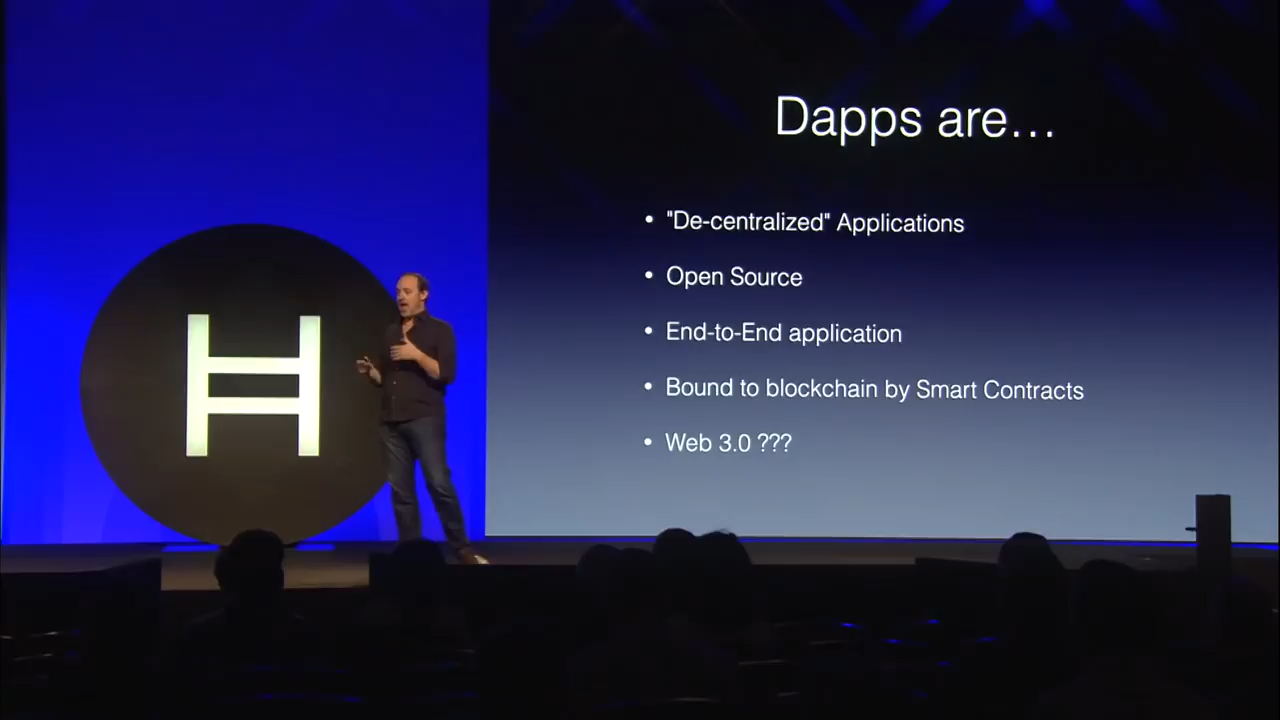 Dapps are…
• "De-centralized" Applications
• Open Source
• End-to-End application
• Bound to blockchain by Smart Contracts
• Web 3.0 ???